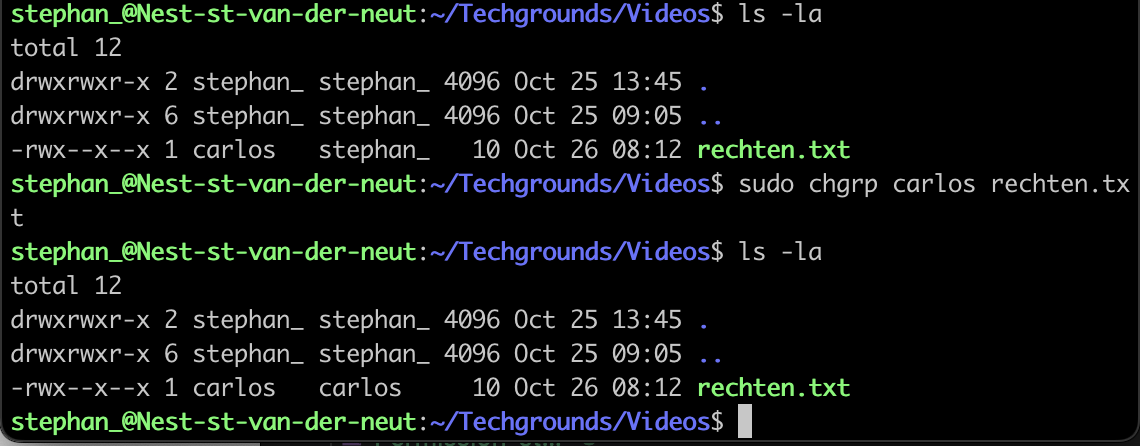 stephan_@Nest-st-van-der-neut:~/Techgrounds/Videos$ ls -la
total 12
drwxrwxr-x 2 stephan_ stephan_ 4096 Oct 25 13:45 .
drwxrwxr-x 6 stephan_ stephan_ 4096 Oct 25 09:05 ..
-rwx--x--x 1 carlos   stephan_   10 Oct 26 08:12 rechten.txt
stephan_@Nest-st-van-der-neut:~/Techgrounds/Videos$ sudo chgrp carlos rechten.tx
t
stephan_@Nest-st-van-der-neut:~/Techgrounds/Videos$ ls -la
total 12
drwxrwxr-x 2 stephan_ stephan_ 4096 Oct 25 13:45 .
drwxrwxr-x 6 stephan_ stephan_ 4096 Oct 25 09:05 ..
-rwx--x--x 1 carlos   carlos     10 Oct 26 08:12 rechten.txt
stephan_@Nest-st-van-der-neut:~/Techgrounds/Videos$